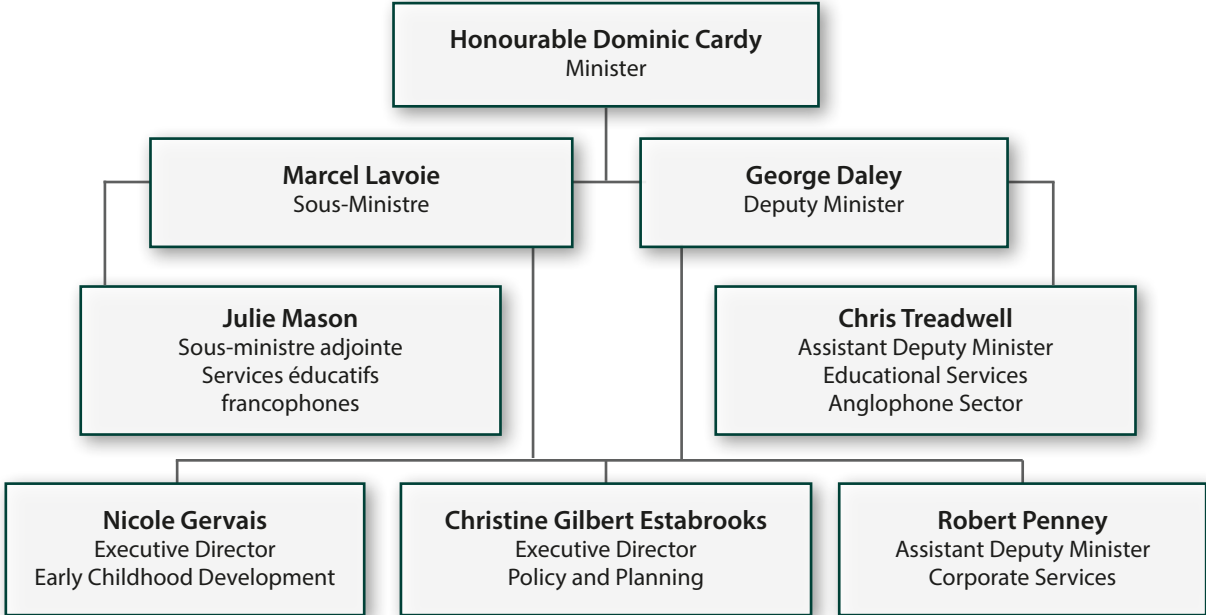 Honourable Dominic Cardy
Minister
Marcel Lavoie
Sous-Ministre
George Daley
Deputy Minister
Julie Mason
Sous-ministre adjointe
Services éducatifs
francophones
Chris Treadwell
Assistant Deputy Minister
Educational Services
Anglophone Sector
Nicole Gervais
Executive Director
Early Childhood Development
Christine Gilbert Estabrooks
Executive Director
Policy and Planning
Robert Penney
Assistant Deputy Minister
Corporate Services